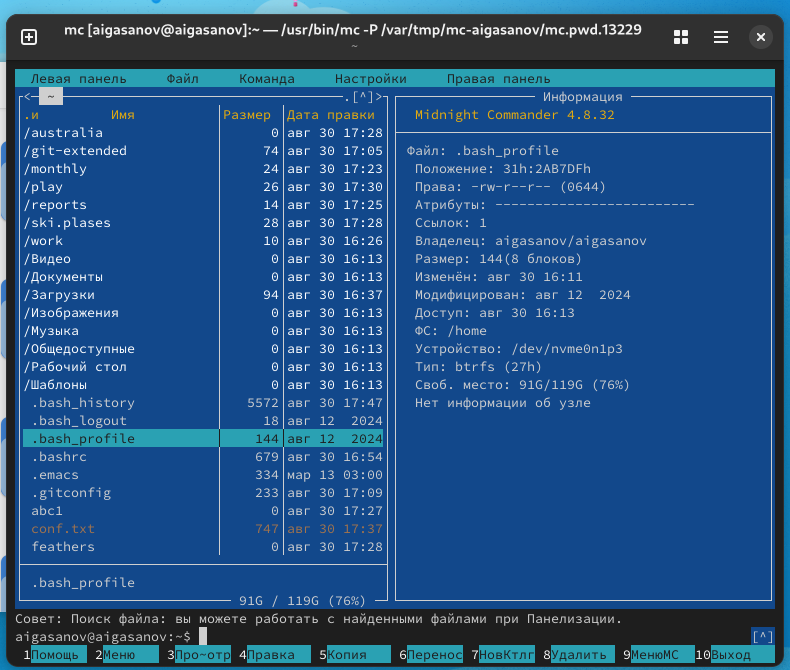 mc [aigasanov@aigasanov]:~ — /usr/bin/mc -P /var/tmp/mc-aigasanov/mc.pwd.13229
~
Левая панель Файл Команда Настройки Правая панель
<─ ~ .[^]>
.и Имя Размер Дата правки
/australia 0 авг 30 17:28
/git-extended 74 авг 30 17:05
/monthly 24 авг 30 17:23
/play 26 авг 30 17:30
/reports 14 авг 30 17:25
/ski.plases 28 авг 30 17:28
/work 10 авг 30 16:26
/Видео 0 авг 30 16:13
/Документы 0 авг 30 16:13
/Загрузки 94 авг 30 16:37
/Изображения 0 авг 30 16:13
/Музыка 0 авг 30 16:13
/Общедоступные 0 авг 30 16:13
/Рабочий стол 0 авг 30 16:13
/Шаблоны 0 авг 30 16:13
.bash_history 5572 авг 30 17:47
.bash_logout 18 авг 12 2024
.bash_profile 144 авг 12 2024
.bashrc 679 авг 30 16:54
.emacs 334 мар 13 03:00
.gitconfig 233 авг 30 17:09
abc1 0 авг 30 17:27
conf.txt 747 авг 30 17:37
feathers 0 авг 30 17:28
.bash_profile
91G / 119G (76%)
Информация
Midnight Commander 4.8.32
Файл: .bash_profile
Положение: 31h:2AB7DFh
Права: -rw-r--r-- (0644)
Атрибуты: -------------------------
Ссылок: 1
Владелец: aigasanov/aigasanov
Размер: 144(8 блоков)
Изменён: авг 30 16:11
Модифицирован: авг 12 2024
Доступ: авг 30 16:13
ФС: /home
Устройство: /dev/nvme0n1p3
Тип: btrfs (27h)
Своб. место: 91G/119G (76%)
Нет информации об узле
Совет: Поиск файла: вы можете работать с найденными файлами при Панелизации.
aigasanov@aigasanov:~$ [^]
1Помощь 2Меню 3Про~отр 4Правка 5Копия 6Перенос 7НовКтлг 8Удалить 9МенюMC 10Выход